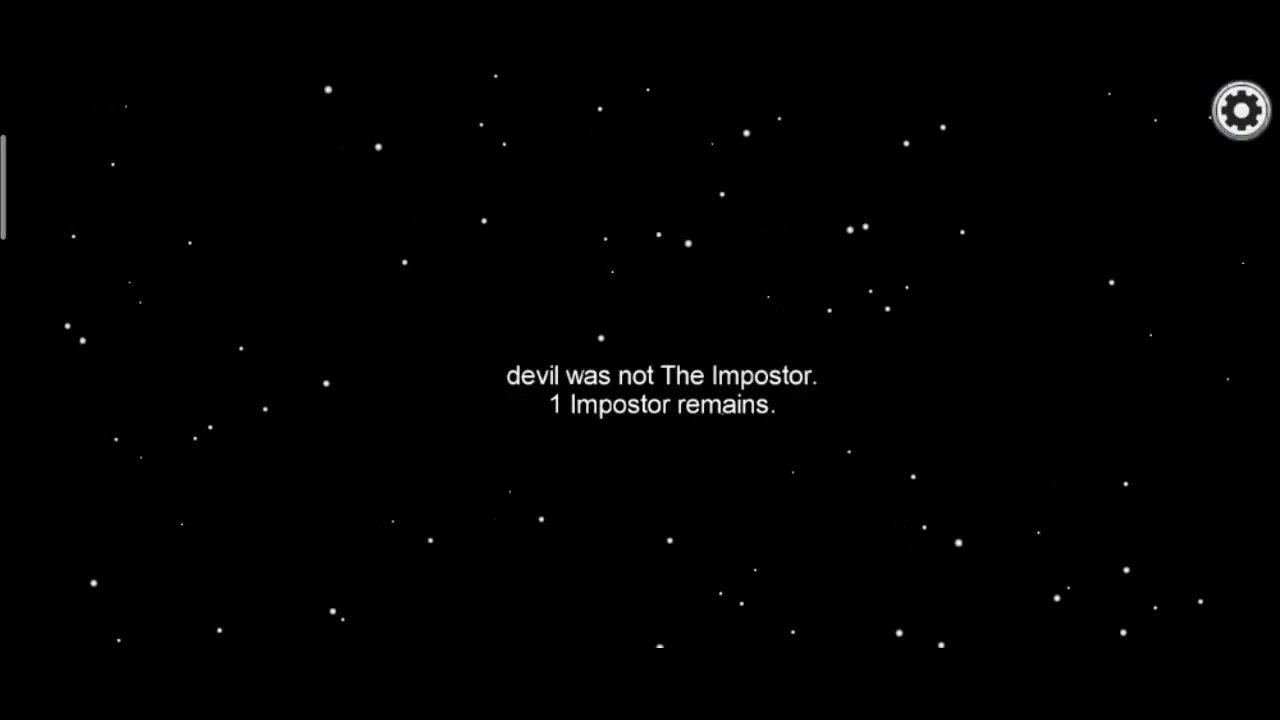 devil was not The Impostor.
1 Impostor remains.